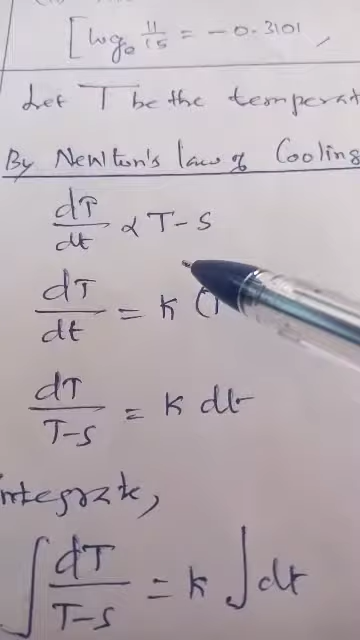 [log_e 11/15 = -0.3101,
Let T be the temperat
By Newton's law of Cooling
dT/dt ∝ T-S
dT/dt = k (T
dT/T-S = k dt
integrate,
∫ dT/T-S = k ∫ dt